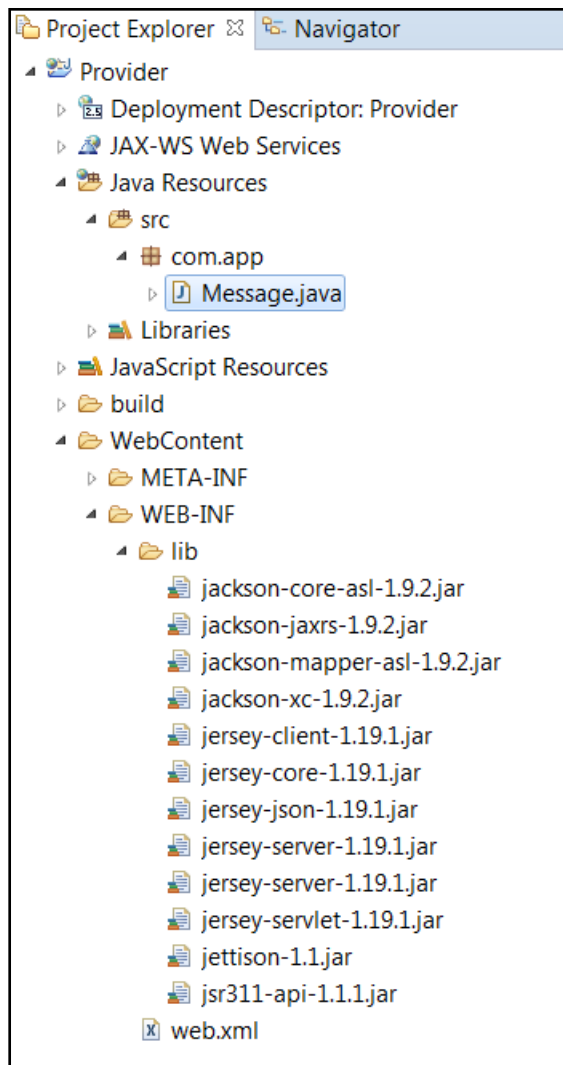 Project Explorer Navigator
Provider
2.5 Deployment Descriptor: Provider
JAX-WS Web Services
Java Resources
src
com.app
J Message.java
Libraries
JavaScript Resources
build
WebContent
META-INF
WEB-INF
lib
jackson-core-asl-1.9.2.jar
jackson-jaxrs-1.9.2.jar
jackson-mapper-asl-1.9.2.jar
jackson-xc-1.9.2.jar
jersey-client-1.19.1.jar
jersey-core-1.19.1.jar
jersey-json-1.19.1.jar
jersey-server-1.19.1.jar
jersey-server-1.19.1.jar
jersey-servlet-1.19.1.jar
jettison-1.1.jar
jsr311-api-1.1.1.jar
X web.xml